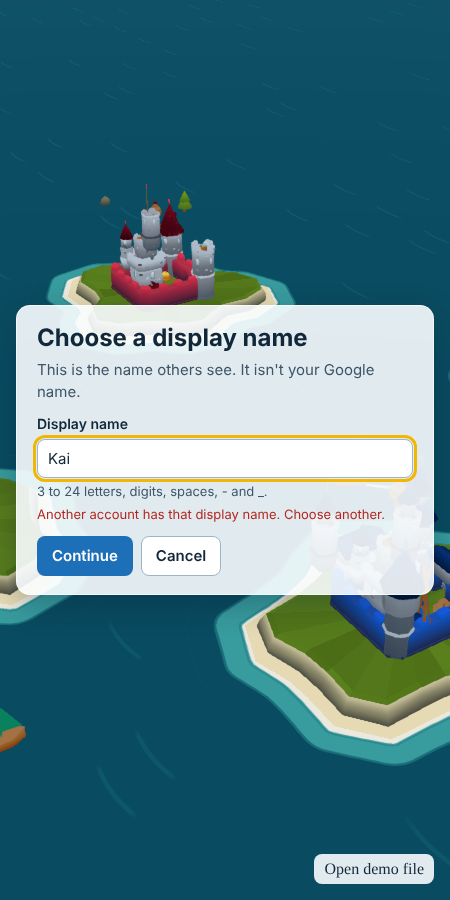 Choose a display name
This is the name others see. It isn't your Google
name.
Display name
Kai
3 to 24 letters, digits, spaces, - and _.
Another account has that display name. Choose another.
Continue
Cancel
Open demo file